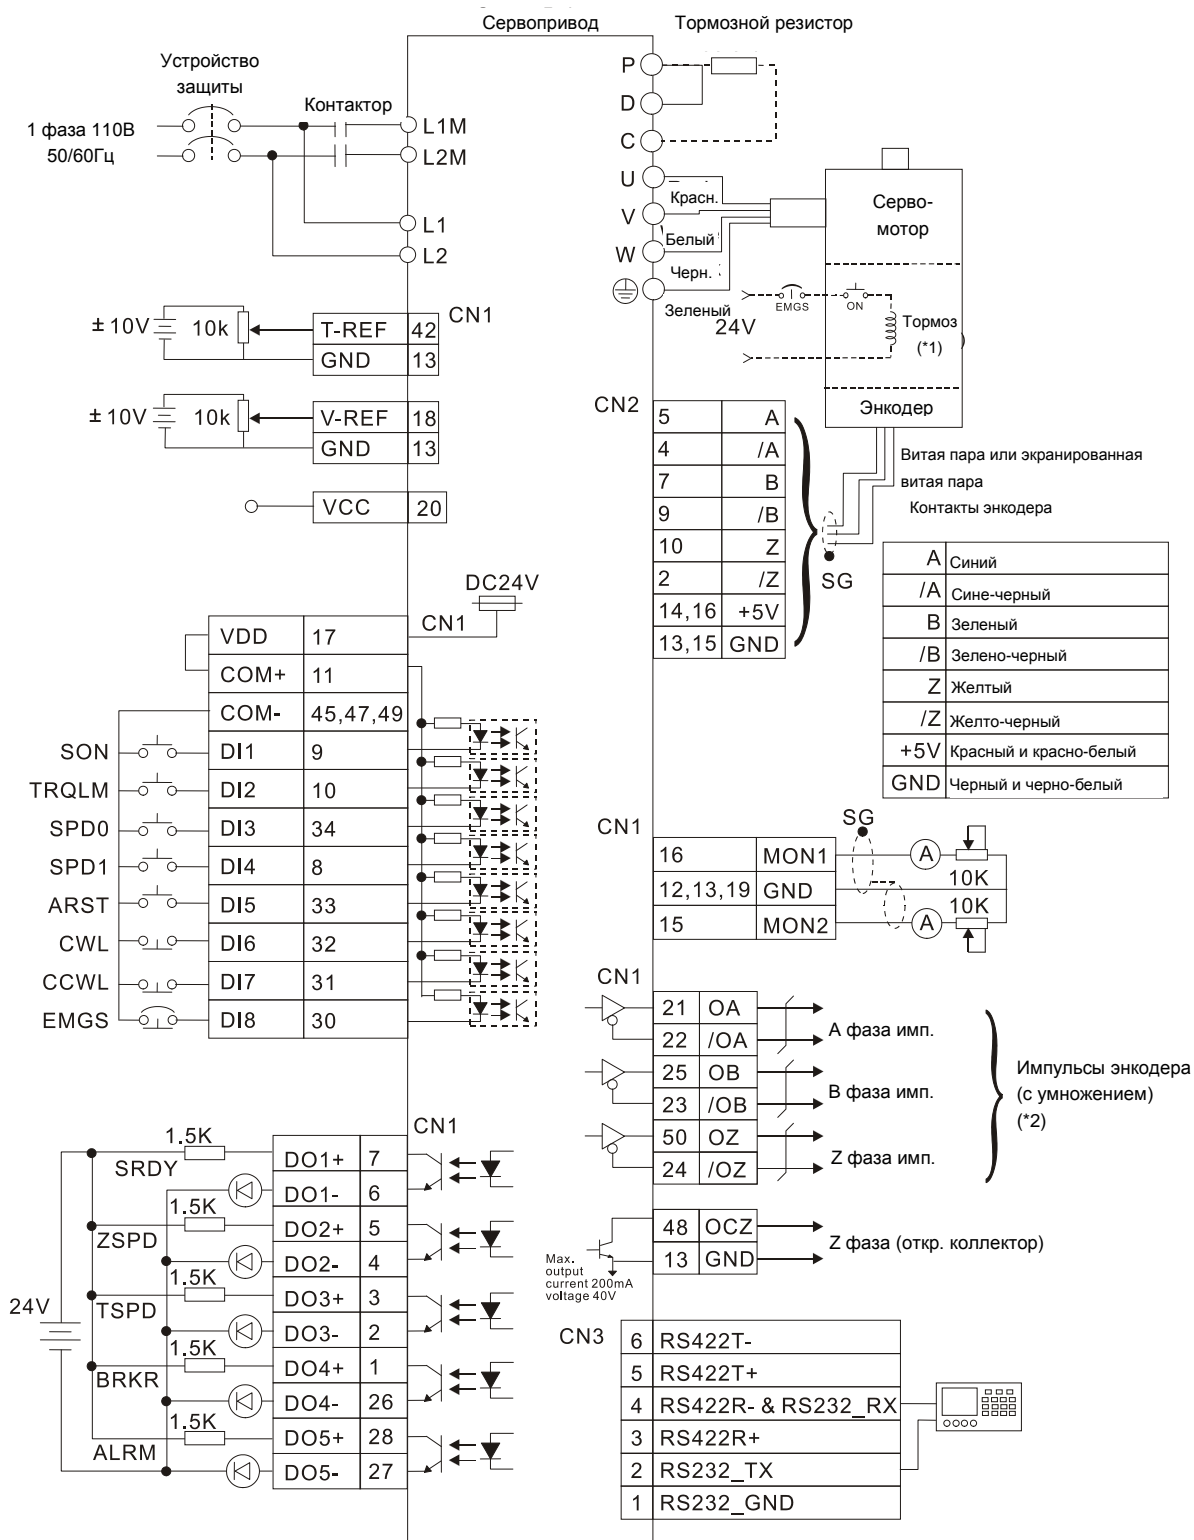 Сервопривод
Тормозной резистор
Устройство
защиты
Контактор
1 фаза 110В
50/60Гц
L1M
L2M
L1
L2
P
D
C
U
V
W
Красн.
Белый
Черн.
Зеленый
24V
EMGS
ON
Серво-
мотор
Тормоз
(*1)
Энкодер
± 10V
10k
T-REF 42
GND 13
CN1
± 10V
10k
V-REF 18
GND 13
VCC 20
CN2
5 A
4 /A
7 B
9 /B
10 Z
2 /Z
14,16 +5V
13,15 GND
SG
Витая пара или экранированная
витая пара
Контакты энкодера
A Синий
/A Сине-черный
B Зеленый
/B Зелено-черный
Z Желтый
/Z Желто-черный
+5V Красный и красно-белый
GND Черный и черно-белый
DC24V
CN1
VDD 17
COM+ 11
COM- 45,47,49
SON DI1 9
TRQLM DI2 10
SPD0 DI3 34
SPD1 DI4 8
ARST DI5 33
CWL DI6 32
CCWL DI7 31
EMGS DI8 30
CN1
SG
16 MON1
A
10K
12,13,19 GND
15 MON2
A
10K
CN1
21 OA
22 /OA
А фаза имп.
25 OB
23 /OB
В фаза имп.
50 OZ
24 /OZ
Z фаза имп.
Импульсы энкодера
(с умножением)
(*2)
48 OCZ
13 GND
Z фаза (откр. коллектор)
Max.
output
current 200mA
voltage 40V
CN1
24V
1.5K
SRDY
DO1+ 7
DO1- 6
1.5K
ZSPD
DO2+ 5
DO2- 4
1.5K
TSPD
DO3+ 3
DO3- 2
1.5K
BRKR
DO4+ 1
DO4- 26
1.5K
ALRM
DO5+ 28
DO5- 27
CN3
6 RS422T-
5 RS422T+
4 RS422R- & RS232_RX
3 RS422R+
2 RS232_TX
1 RS232_GND